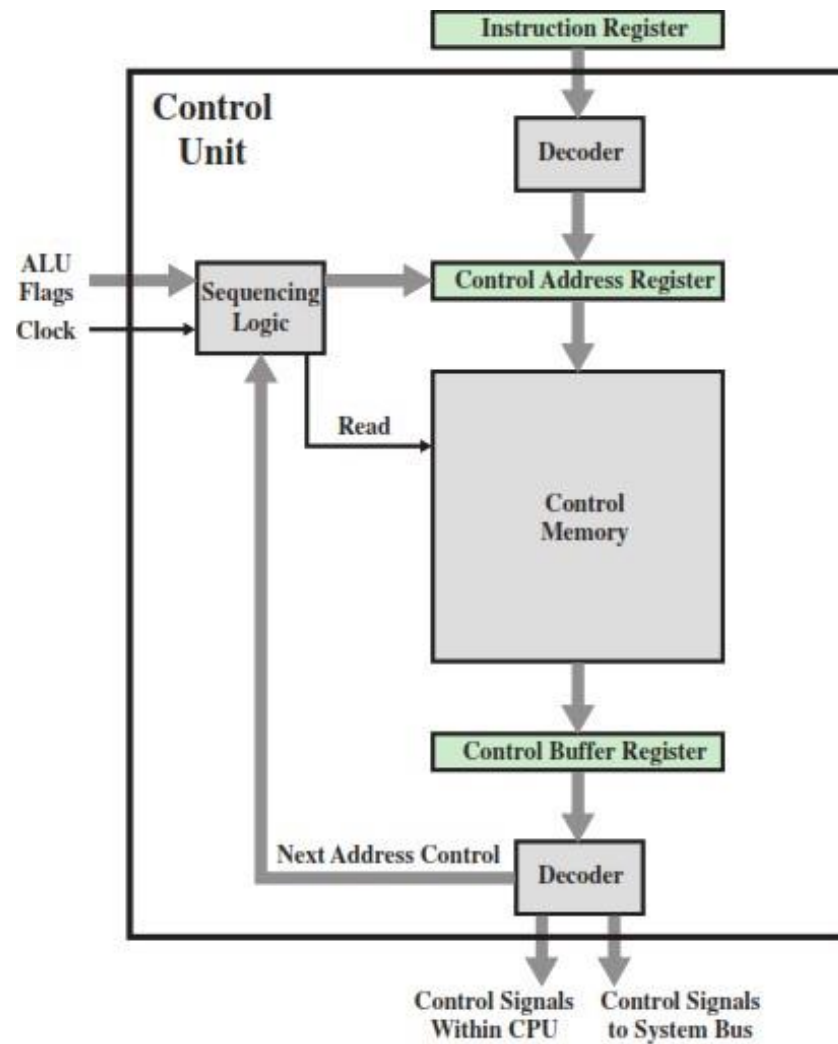 Instruction Register
Control
Unit
Decoder
ALU
Flags
Clock
Sequencing
Logic
Control Address Register
Read
Control
Memory
Control Buffer Register
Next Address Control
Decoder
Control Signals
Within CPU
Control Signals
to System Bus